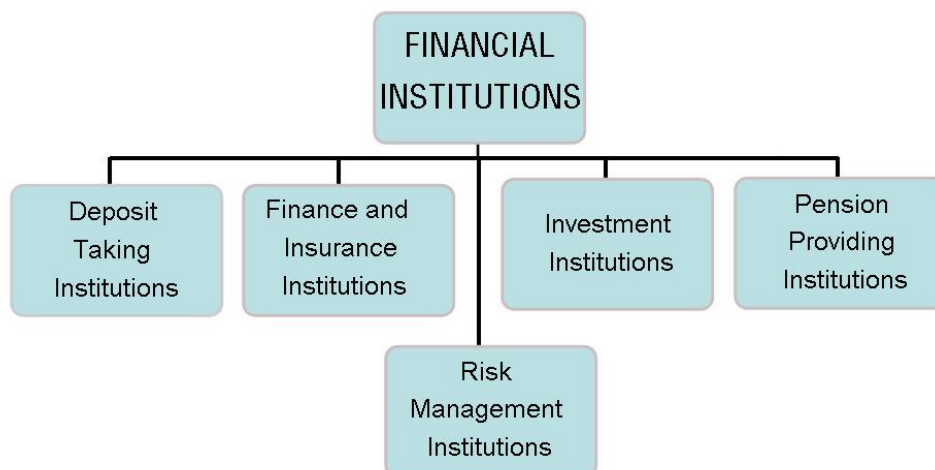 FINANCIAL
INSTITUTIONS
Deposit
Taking
Institutions
Finance and
Insurance
Institutions
Investment
Institutions
Pension
Providing
Institutions
Risk
Management
Institutions